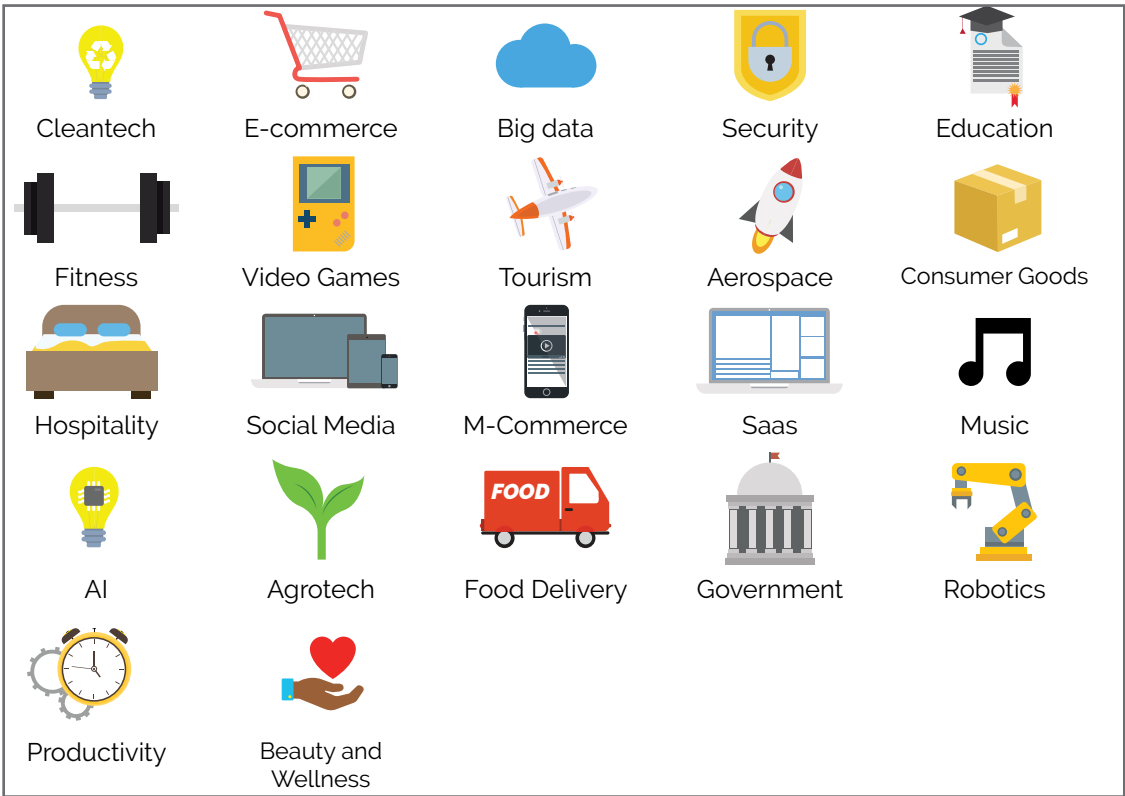 Cleantech
E-commerce
Big data
Security
Education
Fitness
Video Games
Tourism
Aerospace
Consumer Goods
Hospitality
Social Media
M-Commerce
Saas
Music
FOOD
AI
Agrotech
Food Delivery
Government
Robotics
Productivity
Beauty and
Wellness